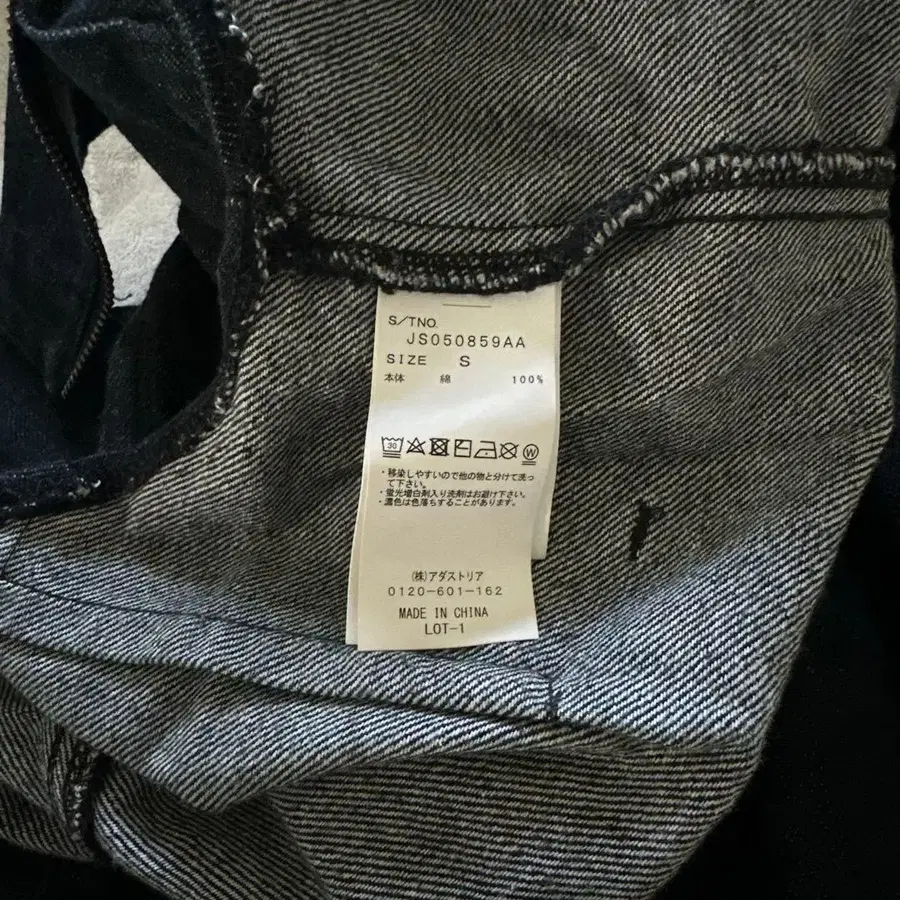 S/TNO.
JS050859AA
SIZE S
本体 綿 100%
30 W
・移染しやすいので他の物と分けて洗っ
て下さい。
・蛍光増白剤入り洗剤はお避け下さい。
・濃色は色落ちすることがあります。
(株)アダストリア
0120-601-162
MADE IN CHINA
LOT-1